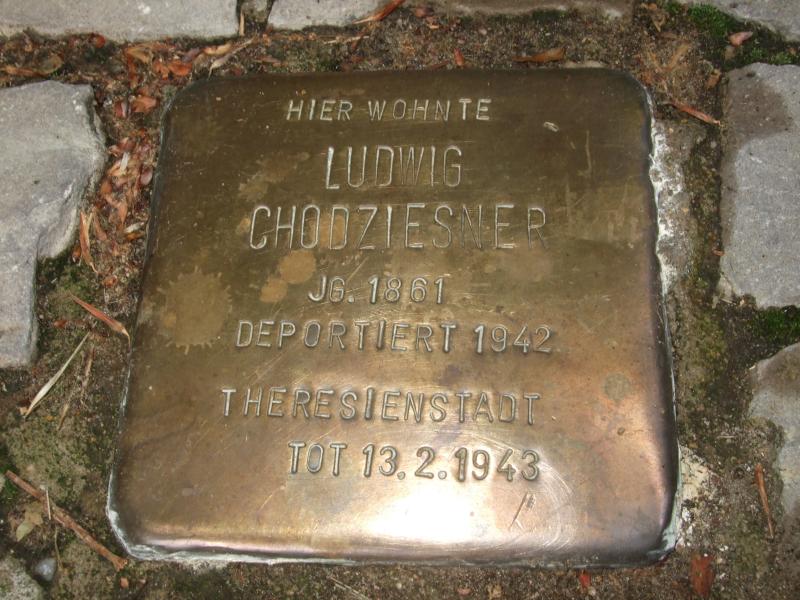 HIER WOHNTE
LUDWIG
CHODZIESNER
JG. 1861
DEPORTIERT 1942
THERESIENSTADT
TOT 13.2.1943